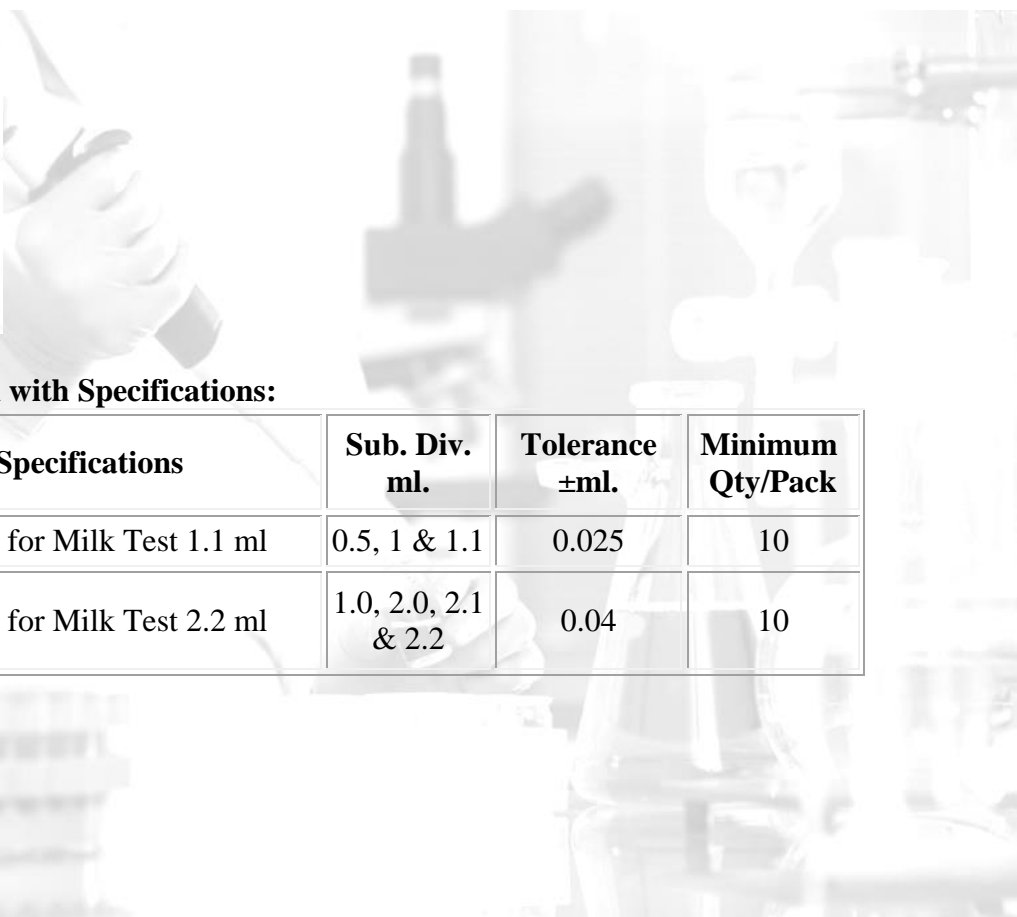 with Specifications:
Specifications
Sub. Div.
ml.
Tolerance
±ml.
Minimum
Qty/Pack
for Milk Test 1.1 ml
0.5, 1 & 1.1
0.025
10
for Milk Test 2.2 ml
1.0, 2.0, 2.1
& 2.2
0.04
10